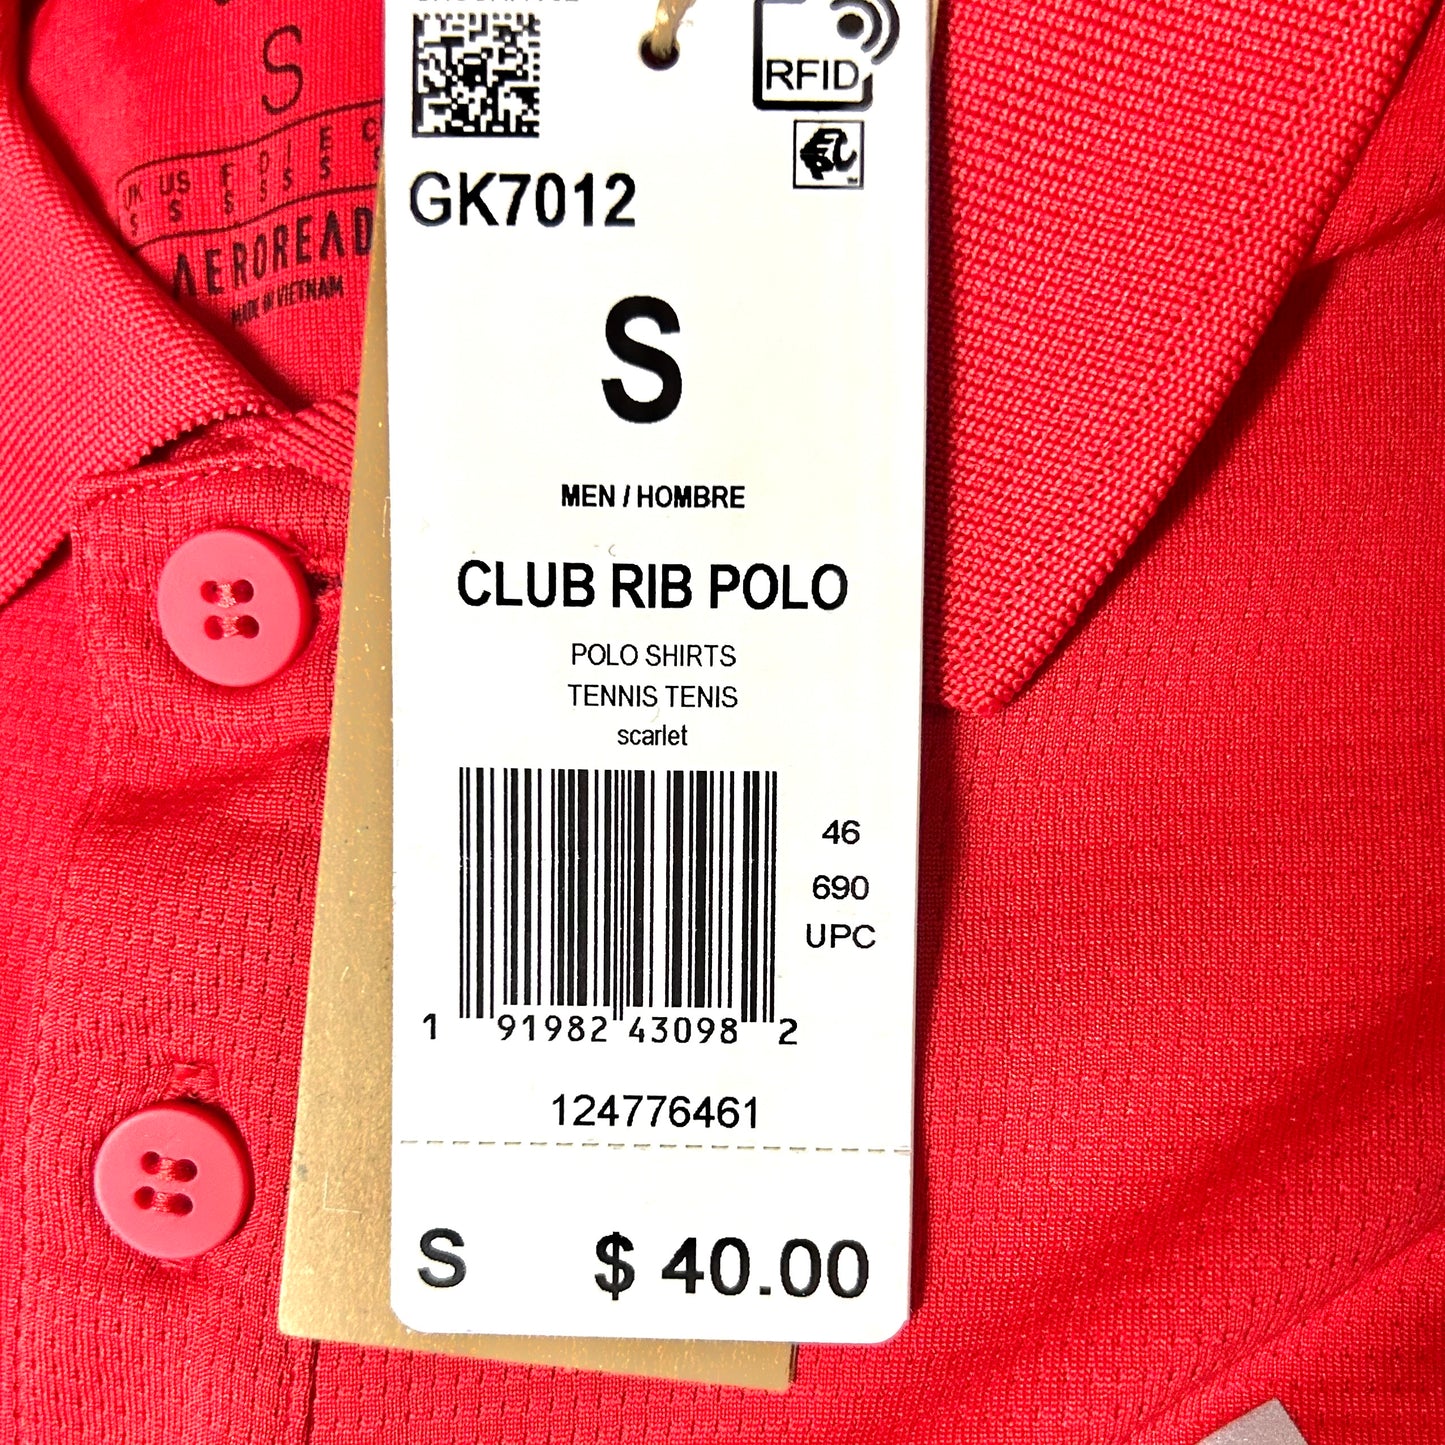 S
UK US F D I E
S S S S S S S
AEROREAD
MADE IN VIETNAM
RFID
GK7012
S
MEN / HOMBRE
CLUB RIB POLO
POLO SHIRTS
TENNIS TENIS
scarlet
46
690
UPC
1 91982 43098 2
124776461
S $ 40.00